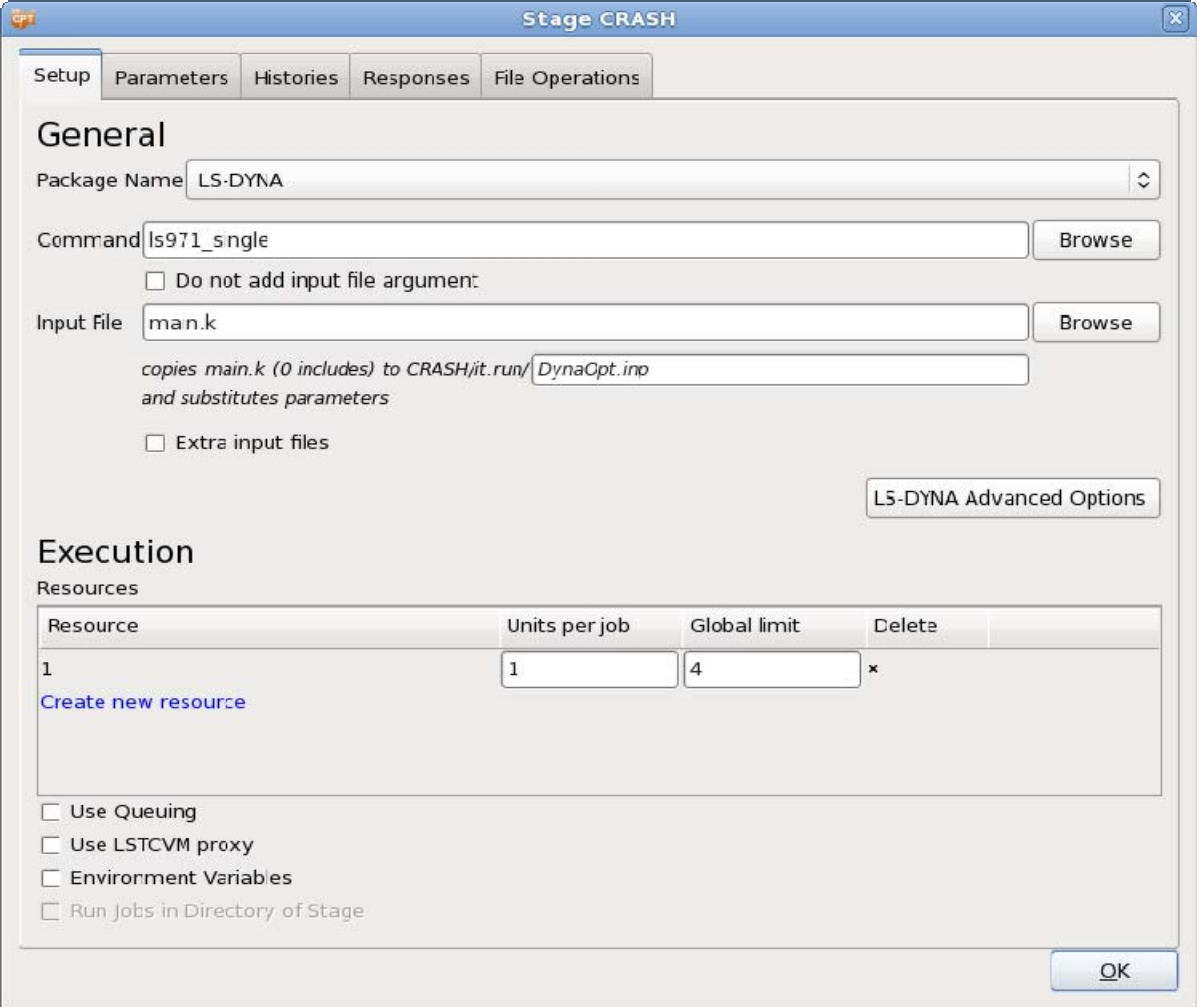 OPT
Stage CRASH
Setup Parameters Histories Responses File Operations
General
Package Name LS-DYNA
Command ls971_single Browse
Do not add input file argument
Input File main.k Browse
copies main.k (0 includes) to CRASH/it.run/ DynaOpt.inp
and substitutes parameters
Extra input files
LS-DYNA Advanced Options
Execution
Resources
Resource Units per job Global limit Delete
1 1 4 ×
Create new resource
Use Queuing
Use LSTCVM proxy
Environment Variables
Run Jobs in Directory of Stage
OK